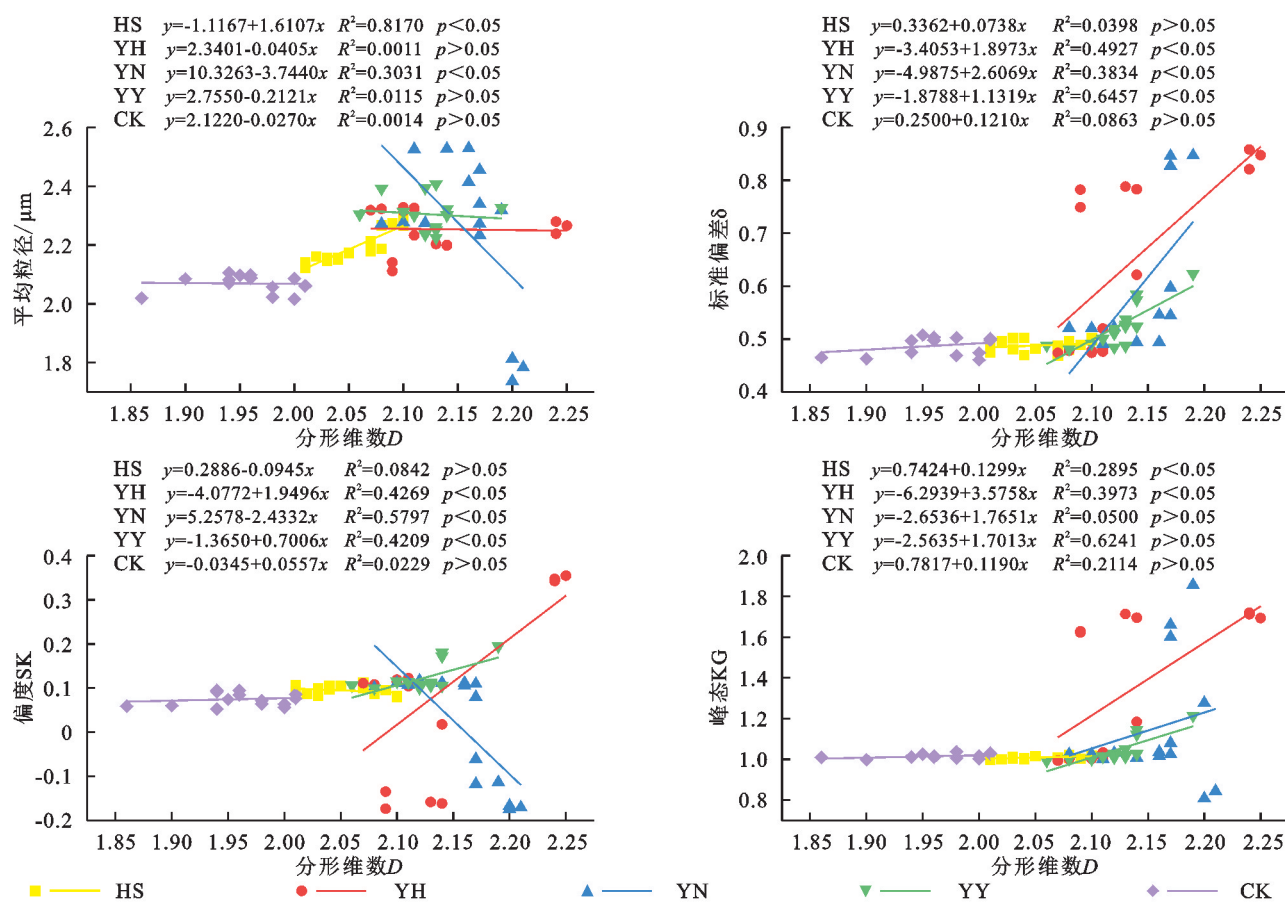 HS y=-1.1167+1.6107x R²=0.8170 p<0.05
YH y=2.3401-0.0405x R²=0.0011 p>0.05
YN y=10.3263-3.7440x R²=0.3031 p<0.05
YY y=2.7550-0.2121x R²=0.0115 p>0.05
CK y=2.1220-0.0270x R²=0.0014 p>0.05
2.6
2.4
2.2
2.0
1.8
平均粒径/μm
1.85 1.90 1.95 2.00 2.05 2.10 2.15 2.20 2.25
分形维数D
HS y=0.3362+0.0738x R²=0.0398 p>0.05
YH y=-3.4053+1.8973x R²=0.4927 p<0.05
YN y=-4.9875+2.6069x R²=0.3834 p<0.05
YY y=-1.8788+1.1319x R²=0.6457 p<0.05
CK y=0.2500+0.1210x R²=0.0863 p>0.05
0.9
0.8
0.7
0.6
0.5
0.4
标准偏差δ
1.85 1.90 1.95 2.00 2.05 2.10 2.15 2.20 2.25
分形维数D
HS y=0.2886-0.0945x R²=0.0842 p>0.05
YH y=-4.0772+1.9496x R²=0.4269 p<0.05
YN y=5.2578-2.4332x R²=0.5797 p<0.05
YY y=-1.3650+0.7006x R²=0.4209 p<0.05
CK y=-0.0345+0.0557x R²=0.0229 p>0.05
0.4
0.3
0.2
0.1
0
-0.1
-0.2
偏度SK
1.85 1.90 1.95 2.00 2.05 2.10 2.15 2.20 2.25
分形维数D
HS y=0.7424+0.1299x R²=0.2895 p<0.05
YH y=-6.2939+3.5758x R²=0.3973 p<0.05
YN y=-2.6536+1.7651x R²=0.0500 p>0.05
YY y=-2.5635+1.7013x R²=0.6241 p>0.05
CK y=0.7817+0.1190x R²=0.2114 p>0.05
2.0
1.8
1.6
1.4
1.2
1.0
0.8
峰态KG
1.85 1.90 1.95 2.00 2.05 2.10 2.15 2.20 2.25
分形维数D
HS YH YN YY CK